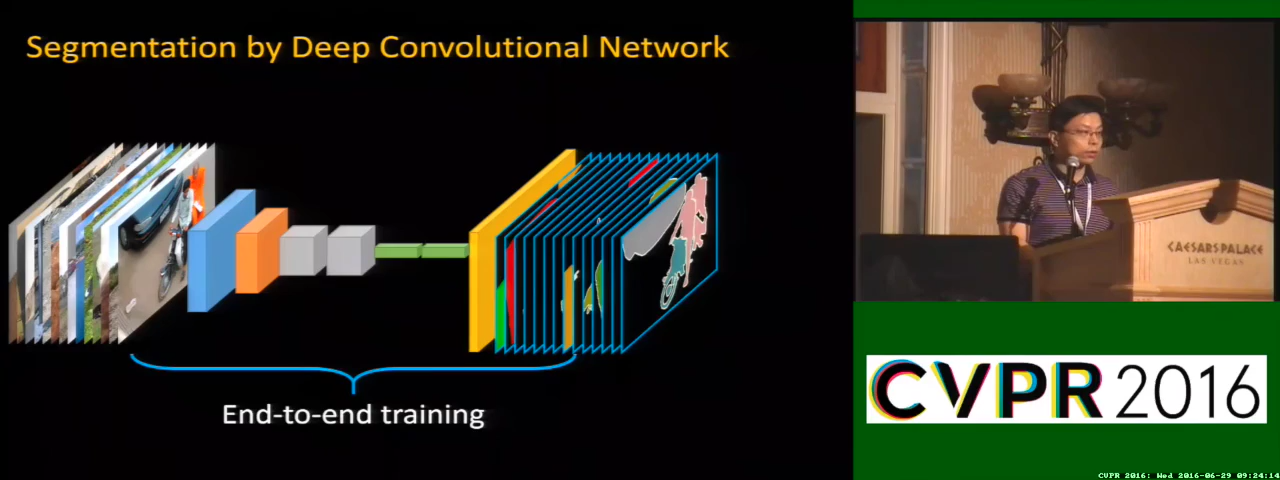 Segmentation by Deep Convolutional Network
End-to-end training
CAESARS PALACE
LAS VEGAS
CVPR 2016
CVPR 2016: Wed 2016-06-29 09:24:14